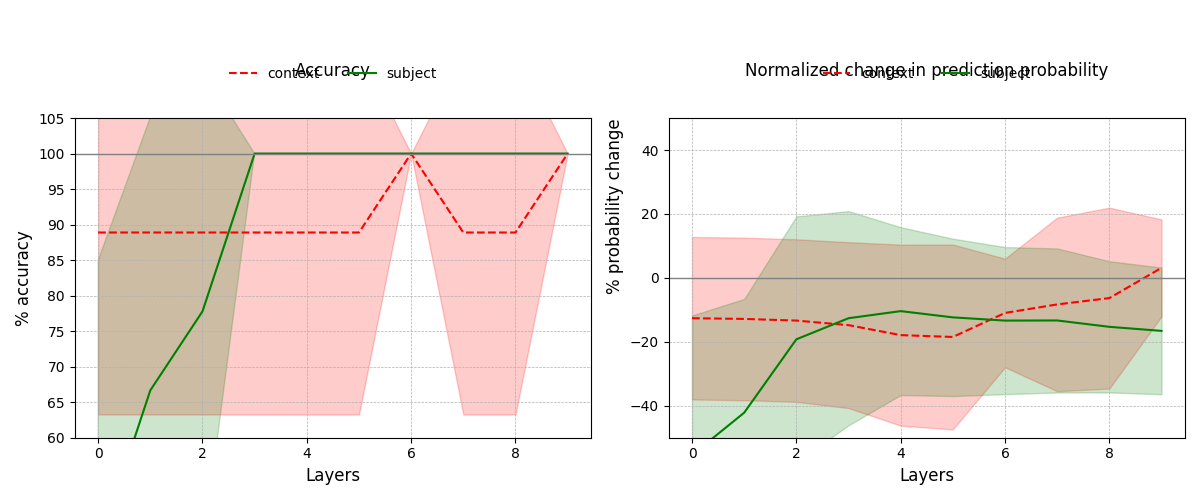 Accuracy
context subject
105
100
95
90
85
80
75
70
65
60
% accuracy
0 2 4 6 8
Layers
Normalized change in prediction probability
context subject
40
20
0
−20
−40
% probability change
0 2 4 6 8
Layers